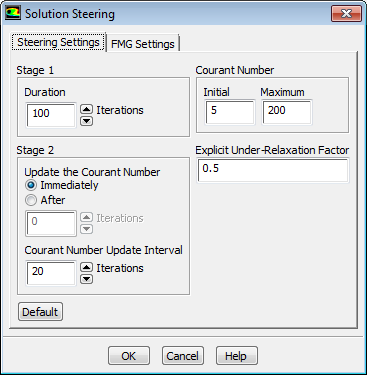 Solution Steering
Steering Settings FMG Settings
Stage 1
Duration
100 Iterations
Courant Number
Initial Maximum
5 200
Stage 2
Update the Courant Number
Immediately
After
0 Iterations
Courant Number Update Interval
20 Iterations
Explicit Under-Relaxation Factor
0.5
Default
OK Cancel Help